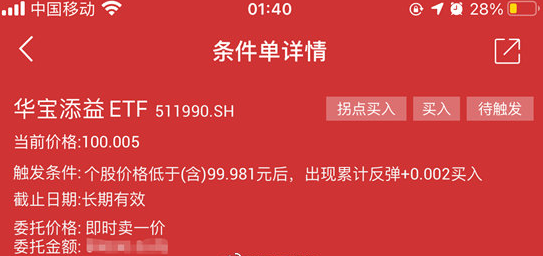 中国移动 01:40 28%
条件单详情
华宝添益ETF 511990.SH 拐点买入 买入 待触发
当前价格:100.005
触发条件: 个股价格低于(含)99.981元后，出现累计反弹+0.002买入
截止日期:长期有效
委托价格: 即时卖一价
委托金额: